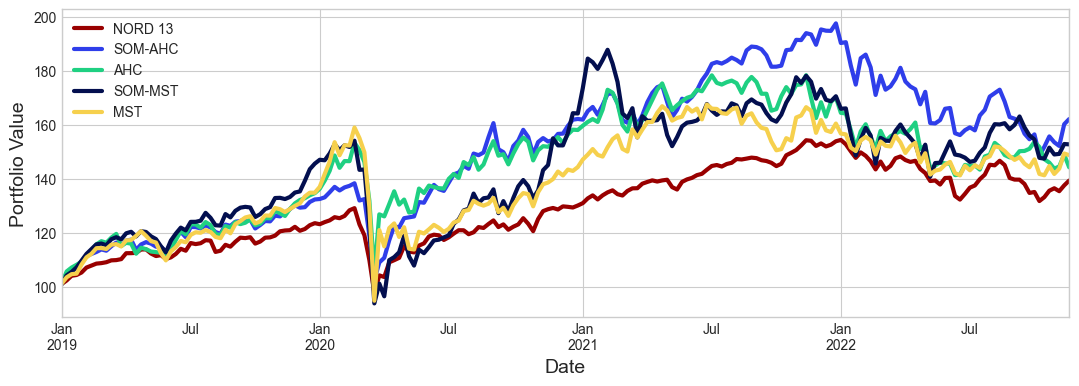 200
180
160
140
120
100
Portfolio Value
NORD 13
SOM-AHC
AHC
SOM-MST
MST
Jan Jul Jan Jul Jan Jul Jan Jul
2019 2020 2021 2022
Date